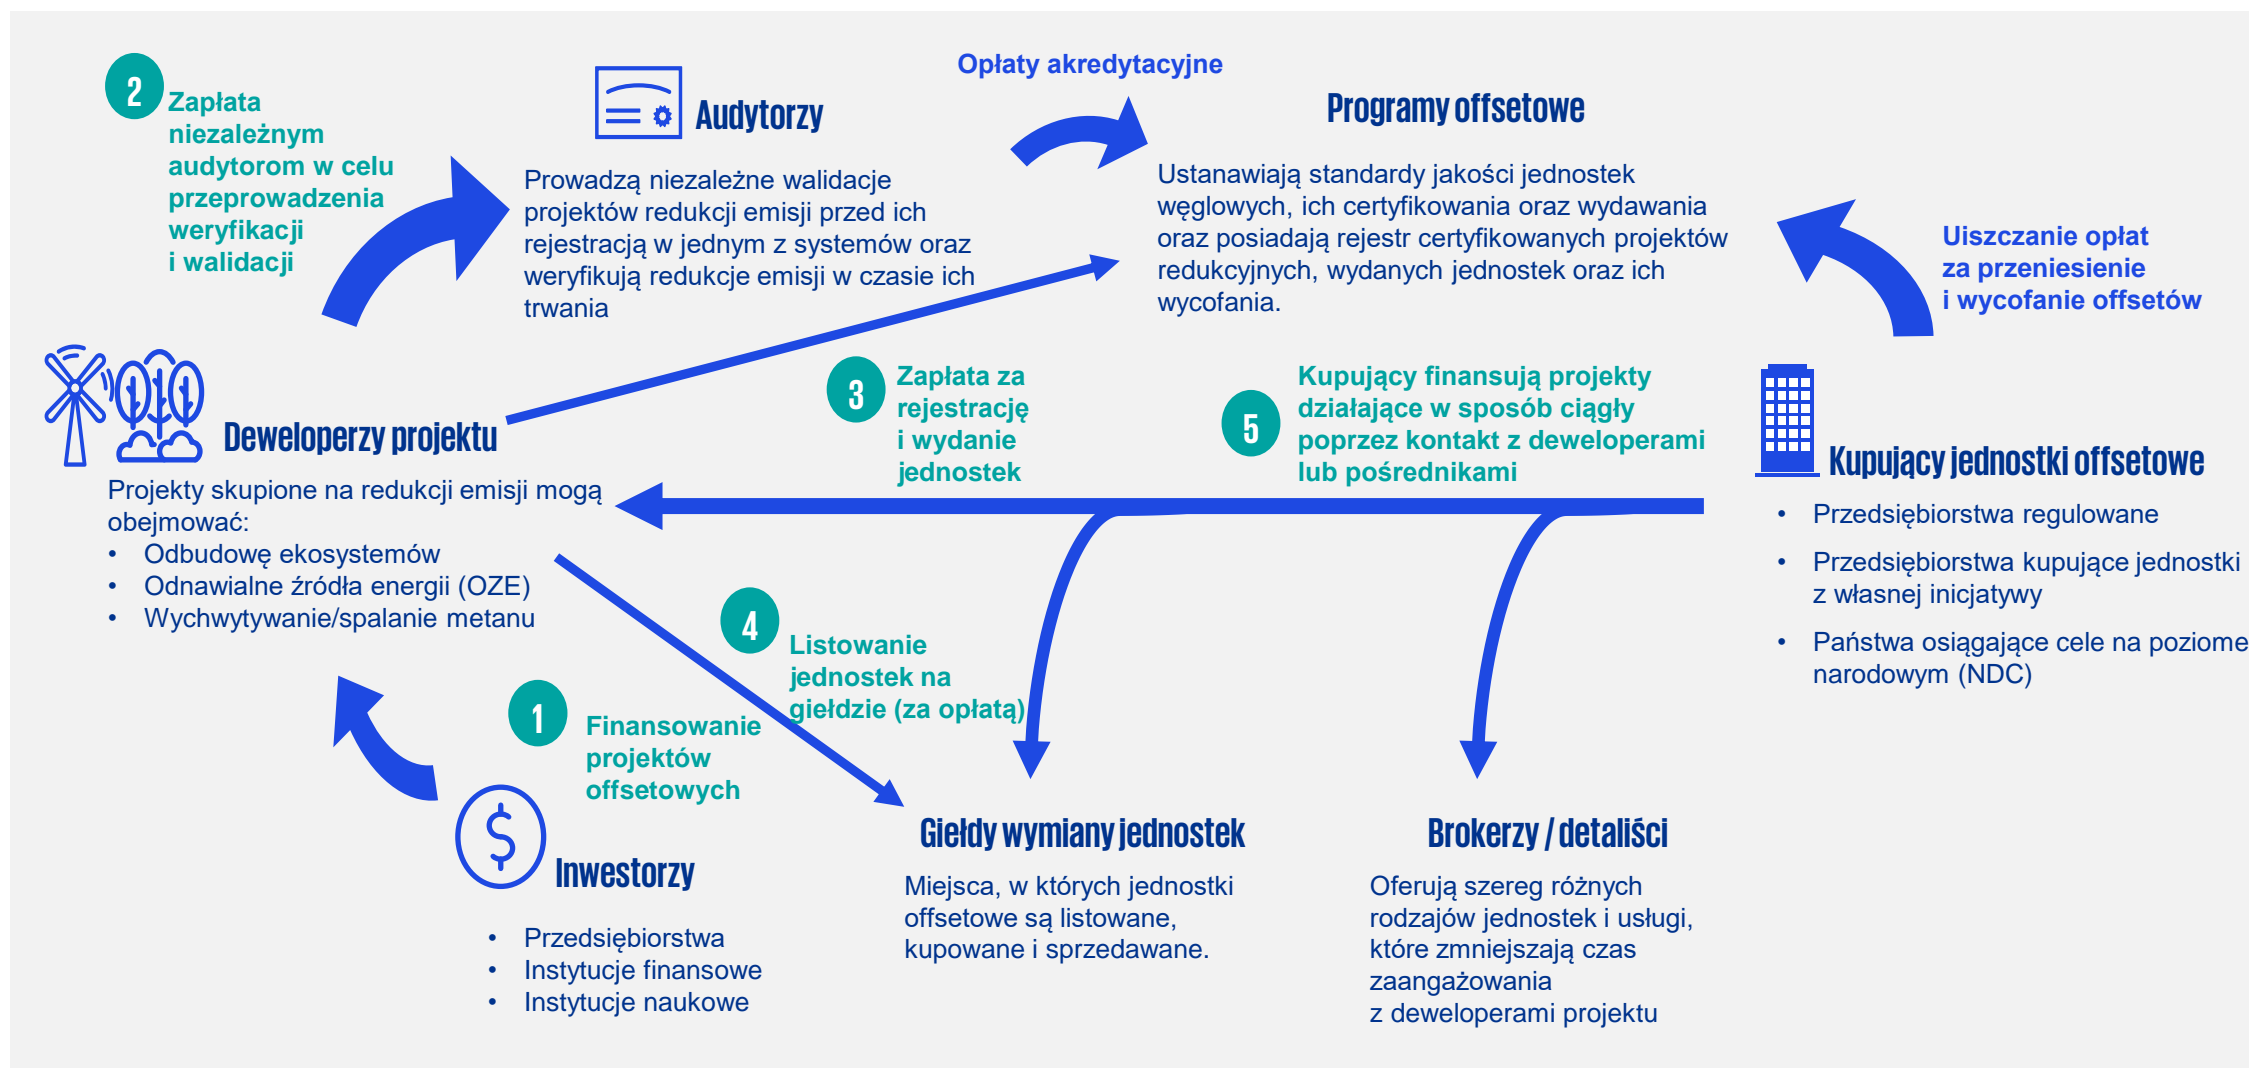 2
Zapłata
niezależnym
audytorom w celu
przeprowadzenia
weryfikacji
i walidacji
Audytorzy
Prowadzą niezależne walidacje
projektów redukcji emisji przed ich
rejestracją w jednym z systemów oraz
weryfikują redukcje emisji w czasie ich
trwania
Opłaty akredytacyjne
Programy offsetowe
Ustanawiają standardy jakości jednostek
węglowych, ich certyfikowania oraz wydawania
oraz posiadają rejestr certyfikowanych projektów
redukcyjnych, wydanych jednostek oraz ich
wycofania.
Uiszczanie opłat
za przeniesienie
i wycofanie offsetów
Deweloperzy projektu
Projekty skupione na redukcji emisji mogą
obejmować:
• Odbudowę ekosystemów
• Odnawialne źródła energii (OZE)
• Wychwytywanie/spalanie metanu
3
Zapłata za
rejestrację
i wydanie
jednostek
5
Kupujący finansują projekty
działające w sposób ciągły
poprzez kontakt z deweloperami
lub pośrednikami
Kupujący jednostki offsetowe
• Przedsiębiorstwa regulowane
• Przedsiębiorstwa kupujące jednostki
z własnej inicjatywy
• Państwa osiągające cele na poziome
narodowym (NDC)
4
Listowanie
jednostek na
giełdzie (za opłatą)
1
Finansowanie
projektów
offsetowych
$
Inwestorzy
• Przedsiębiorstwa
• Instytucje finansowe
• Instytucje naukowe
Giełdy wymiany jednostek
Miejsca, w których jednostki
offsetowe są listowane,
kupowane i sprzedawane.
Brokerzy / detaliści
Oferują szereg różnych
rodzajów jednostek i usługi,
które zmniejszają czas
zaangażowania
z deweloperami projektu